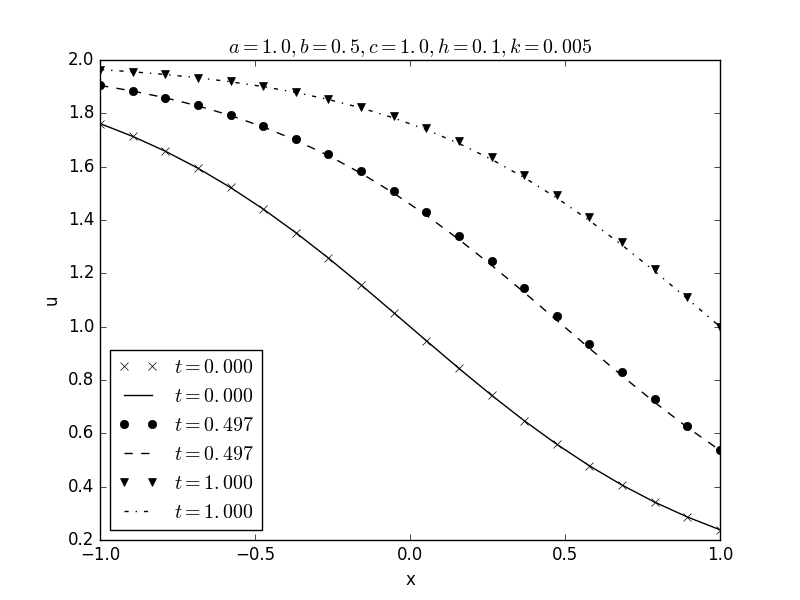 a = 1.0, b = 0.5, c = 1.0, h = 0.1, k = 0.005
2.0
1.8
1.6
1.4
1.2
1.0
0.8
0.6
0.4
0.2
u
t = 0.000
t = 0.000
t = 0.497
t = 0.497
t = 1.000
t = 1.000
−1.0 −0.5 0.0 0.5 1.0
x